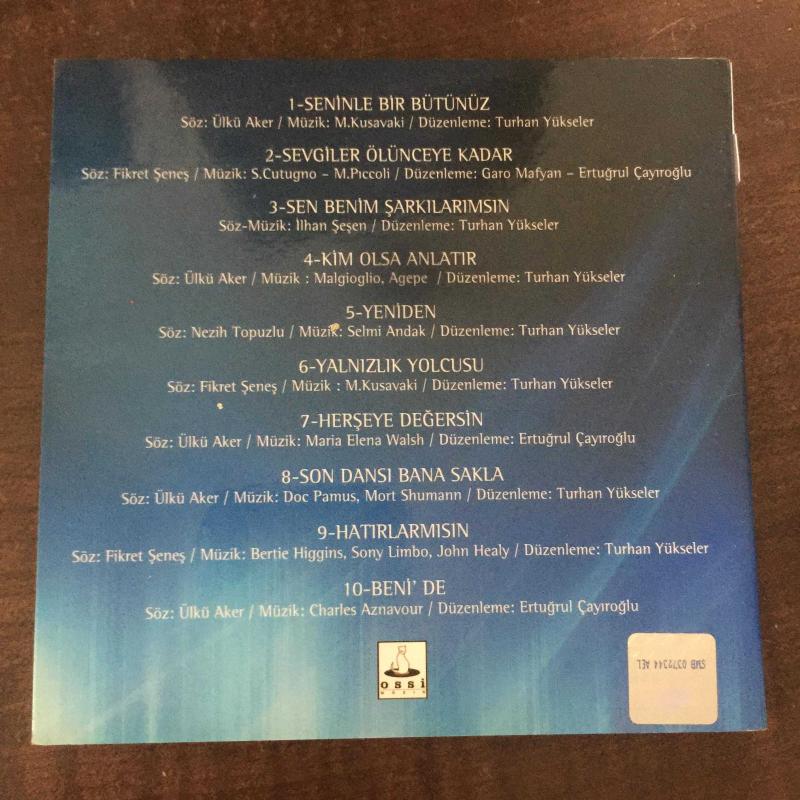 1-SENİNLE BİR BÜTÜNÜZ
Söz: Ülkü Aker / Müzik: M.Kusavaki / Düzenleme: Turhan Yükseler
2-SEVGİLER ÖLÜNCEYE KADAR
Söz: Fikret Şeneş / Müzik: S.Cutugno – M.Pıccoli / Düzenleme: Garo Mafyan – Ertuğrul Çayıroğlu
3-SEN BENİM ŞARKILARIMSIN
Söz-Müzik: İlhan Şeşen / Düzenleme: Turhan Yükseler
4-KİM OLSA ANLATIR
Söz: Ülkü Aker / Müzik : Malgioglio, Agepe / Düzenleme: Turhan Yükseler
5-YENİDEN
Söz: Nezih Topuzlu / Müzik: Selmi Andak / Düzenleme: Turhan Yükseler
6-YALNIZLIK YOLCUSU
Söz: Fikret Şeneş / Müzik : M.Kusavaki / Düzenleme: Turhan Yükseler
7-HERŞEYE DEĞERSİN
Söz: Ülkü Aker / Müzik: Maria Elena Walsh / Düzenleme: Ertuğrul Çayıroğlu
8-SON DANSI BANA SAKLA
Söz: Ülkü Aker / Müzik: Doc Pamus, Mort Shumann / Düzenleme: Turhan Yükseler
9-HATIRLARMISIN
Söz: Fikret Şeneş / Müzik: Bertie Higgins, Sony Limbo, John Healy / Düzenleme: Turhan Yükseler
10-BENİ' DE
Söz: Ülkü Aker / Müzik: Charles Aznavour / Düzenleme: Ertuğrul Çayıroğlu
ossi
MÜZİK
SMB 0372344 AEL